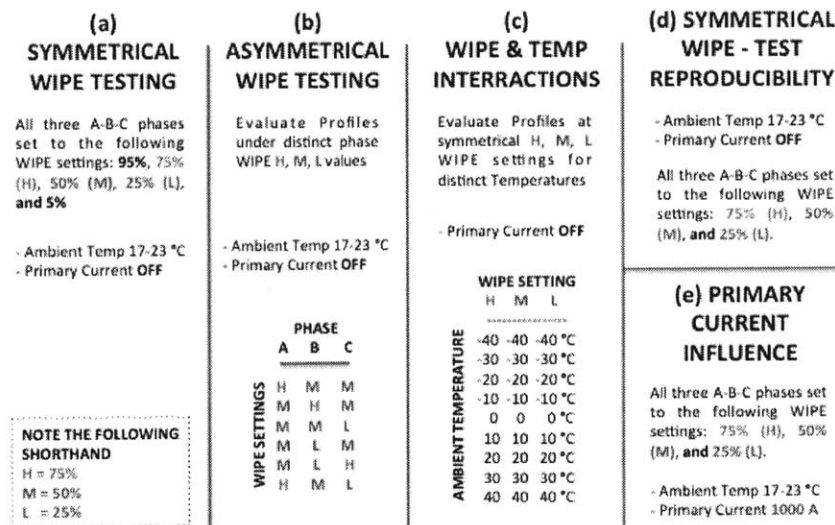 (a)
SYMMETRICAL
WIPE TESTING
All three A-B-C phases
set to the following
WIPE settings: 95%, 75%
(H), 50% (M), 25% (L),
and 5%
- Ambient Temp 17-23 °C
- Primary Current OFF
NOTE THE FOLLOWING
SHORTHAND
H = 75%
M = 50%
L = 25%
(b)
ASYMMETRICAL
WIPE TESTING
Evaluate Profiles
under distinct phase
WIPE H, M, L values
- Ambient Temp 17-23 °C
- Primary Current OFF
PHASE
A B C
WIPE SETTINGS
H M M
M H M
M M L
M L M
M L H
H M L
(c)
WIPE & TEMP
INTERRACTIONS
Evaluate Profiles at
symmetrical H, M, L
WIPE settings for
distinct Temperatures
- Primary Current OFF
WIPE SETTING
H M L
AMBIENT TEMPERATURE
-40 -40 -40 °C
-30 -30 -30 °C
-20 -20 -20 °C
-10 -10 -10 °C
0 0 0 °C
10 10 10 °C
20 20 20 °C
30 30 30 °C
40 40 40 °C
(d) SYMMETRICAL
WIPE - TEST
REPRODUCIBILITY
- Ambient Temp 17-23 °C
- Primary Current OFF
All three A-B-C phases set
to the following WIPE
settings: 75% (H), 50%
(M), and 25% (L).
(e) PRIMARY
CURRENT
INFLUENCE
All three A-B-C phases set
to the following WIPE
settings: 75% (H), 50%
(M), and 25% (L).
- Ambient Temp 17-23 °C
- Primary Current 1000 A